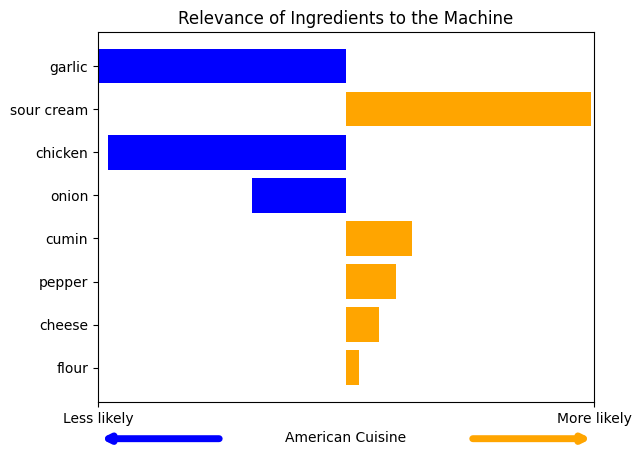 Relevance of Ingredients to the Machine
garlic
sour cream
chicken
onion
cumin
pepper
cheese
flour
Less likely
More likely
American Cuisine